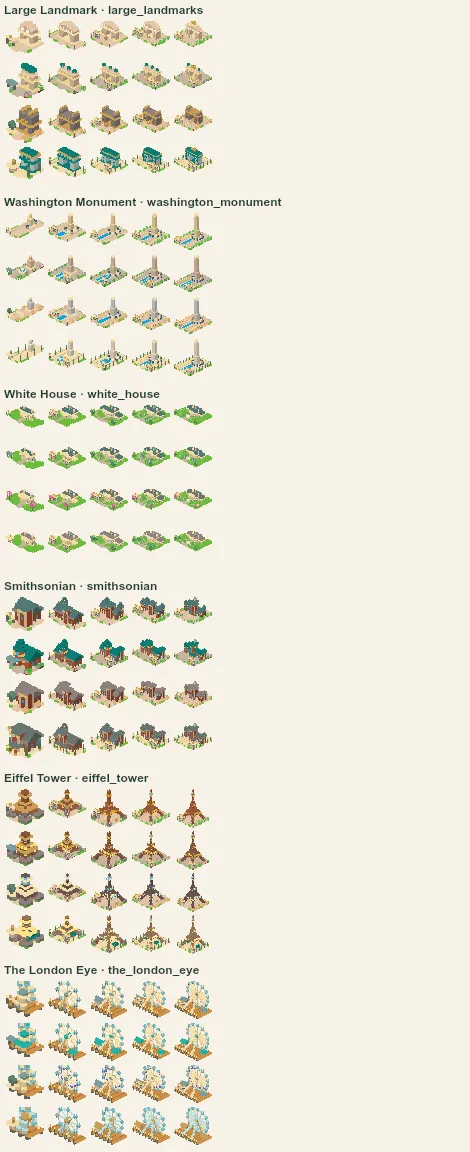 Large Landmark · large_landmarks
Washington Monument · washington_monument
White House · white_house
Smithsonian · smithsonian
Eiffel Tower · eiffel_tower
The London Eye · the_london_eye